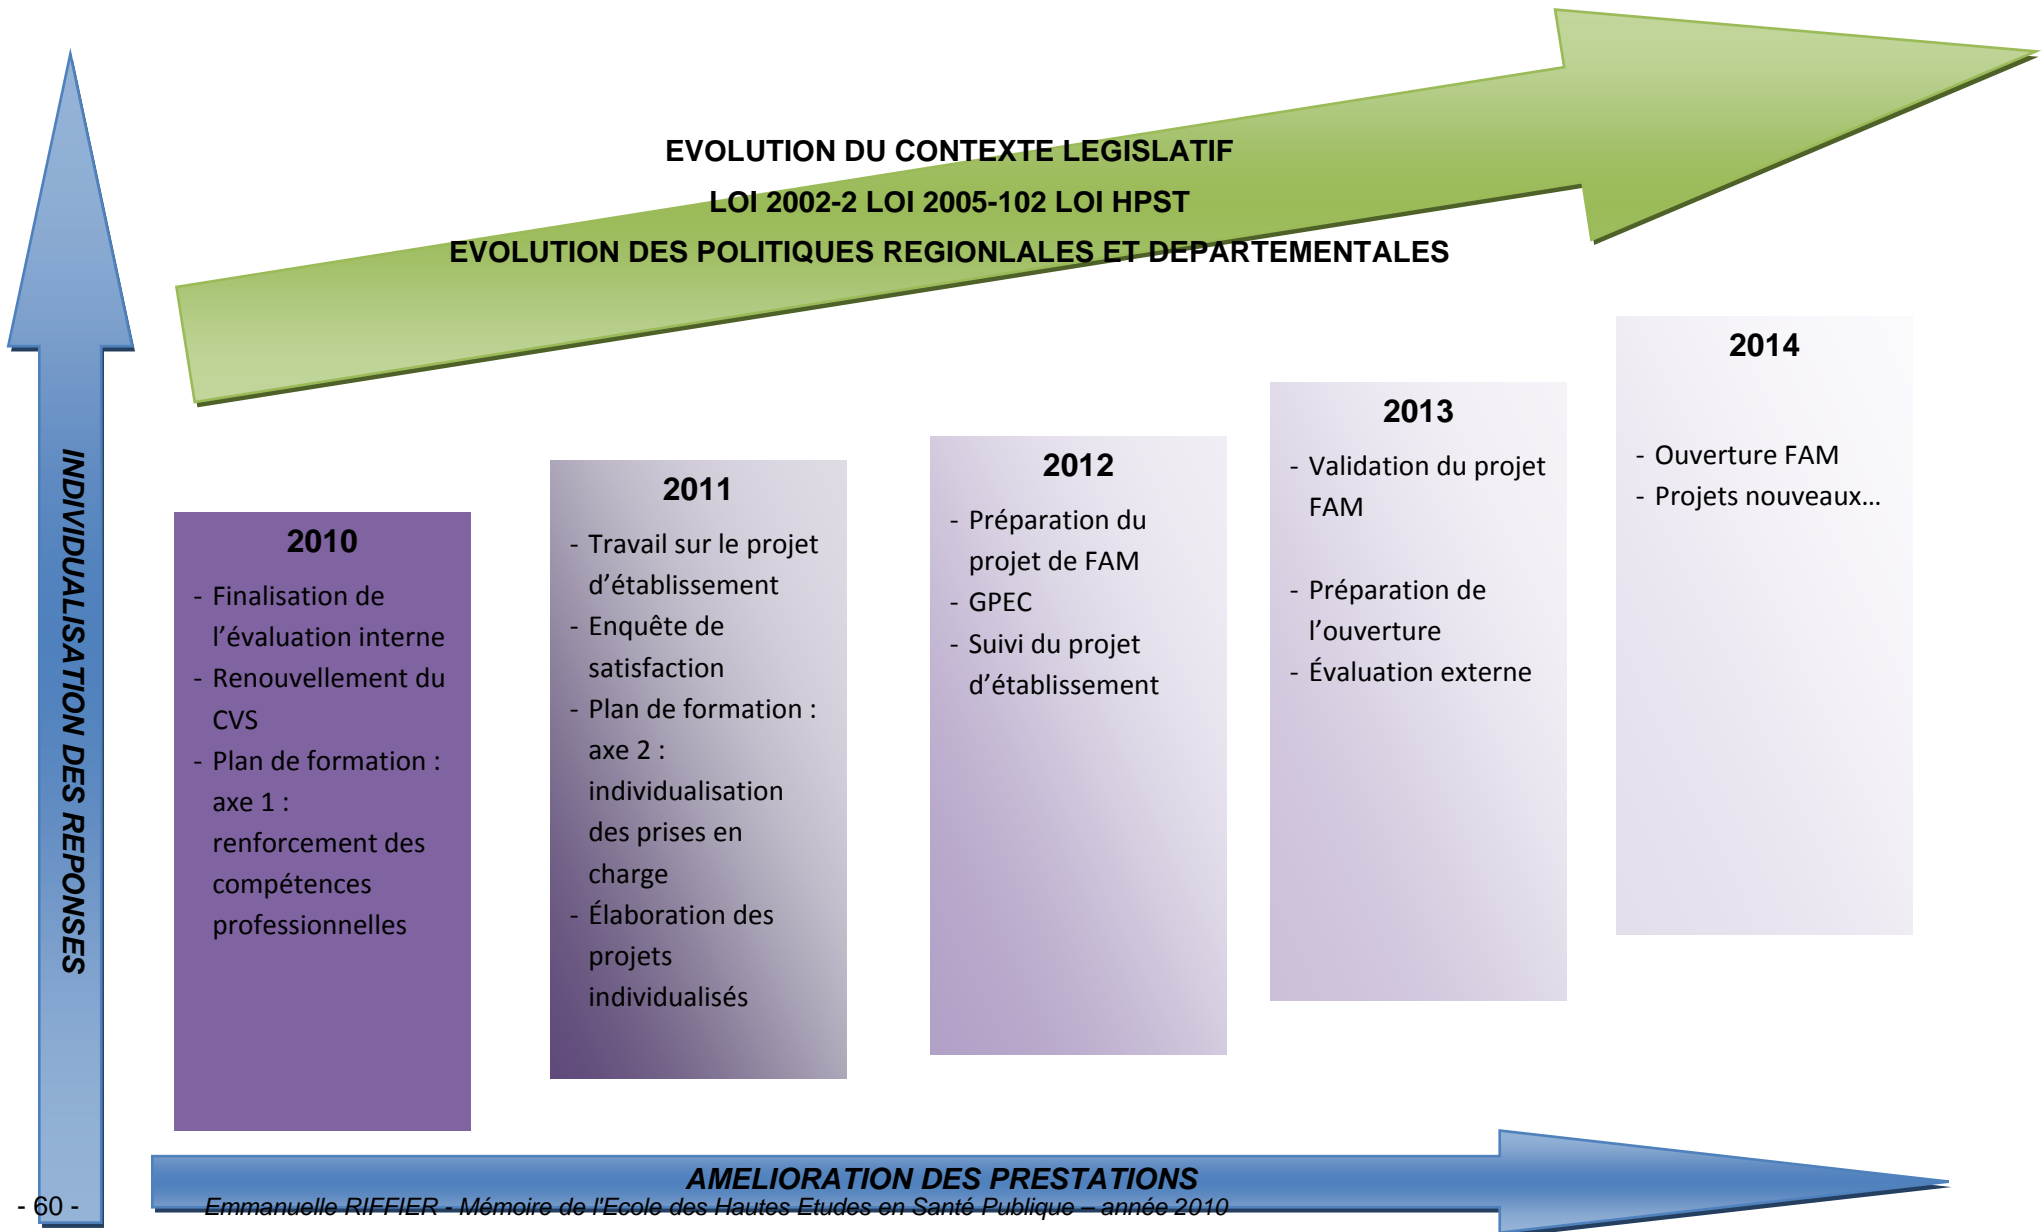 EVOLUTION DU CONTEXTE LEGISLATIF
LOI 2002-2 LOI 2005-102 LOI HPST
EVOLUTION DES POLITIQUES REGIONLALES ET DEPARTEMENTALES
INDIVIDUALISATION DES REPONSES
2010
- Finalisation de
l’évaluation interne
- Renouvellement du
CVS
- Plan de formation :
axe 1 :
renforcement des
compétences
professionnelles
2011
- Travail sur le projet
d’établissement
- Enquête de
satisfaction
- Plan de formation :
axe 2 :
individualisation
des prises en
charge
- Élaboration des
projets
individualisés
2012
- Préparation du
projet de FAM
- GPEC
- Suivi du projet
d’établissement
2013
- Validation du projet
FAM
- Préparation de
l’ouverture
- Évaluation externe
2014
- Ouverture FAM
- Projets nouveaux…
AMELIORATION DES PRESTATIONS
- 60 - Emmanuelle RIFFIER - Mémoire de l'Ecole des Hautes Etudes en Santé Publique – année 2010